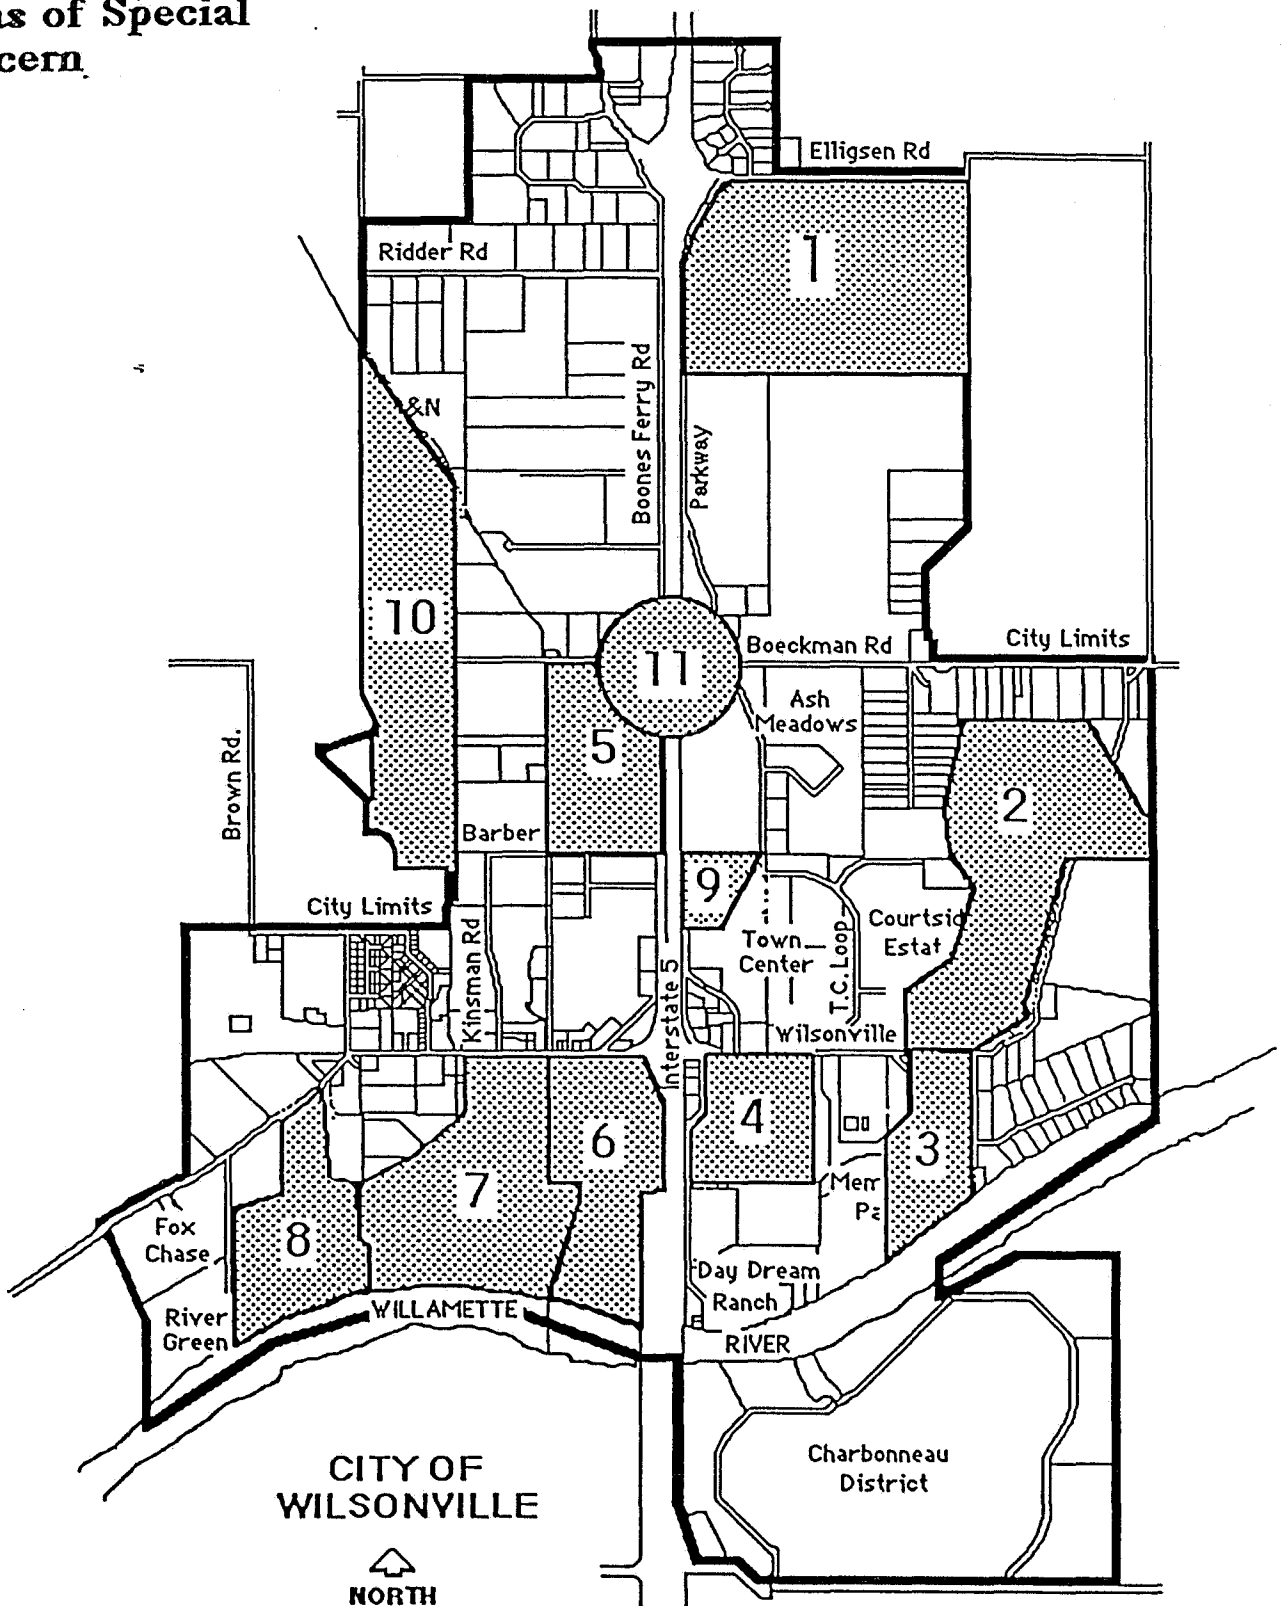 as of Special
cern
Elligsen Rd
1
Ridder Rd
&N
Boones Ferry Rd
Parkway
10
11
Boeckman Rd
City Limits
Ash
Meadows
5
2
Brown Rd.
Barber
9
City Limits
Kinsman Rd
Interstate 5
Town
Center
T.C. Loop
Courtsid
Estat
Wilsonville
4
6
3
7
8
Merr
Pa
Fox
Chase
Day Dream
Ranch
River
Green
WILLAMETTE
RIVER
Charbonneau
District
CITY OF
WILSONVILLE
NORTH